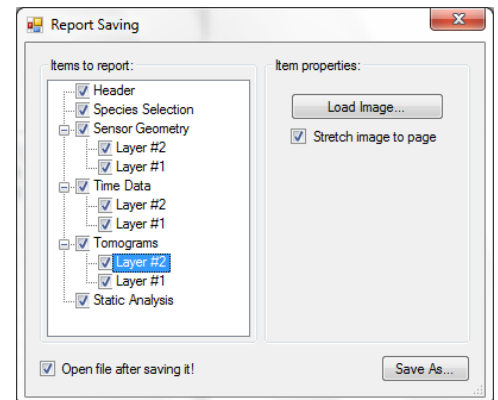 Report Saving
Items to report:
Header
Species Selection
Sensor Geometry
Layer #2
Layer #1
Time Data
Layer #2
Layer #1
Tomograms
Layer #2
Layer #1
Static Analysis
Item properties:
Load Image...
Stretch image to page
Open file after saving it!
Save As...